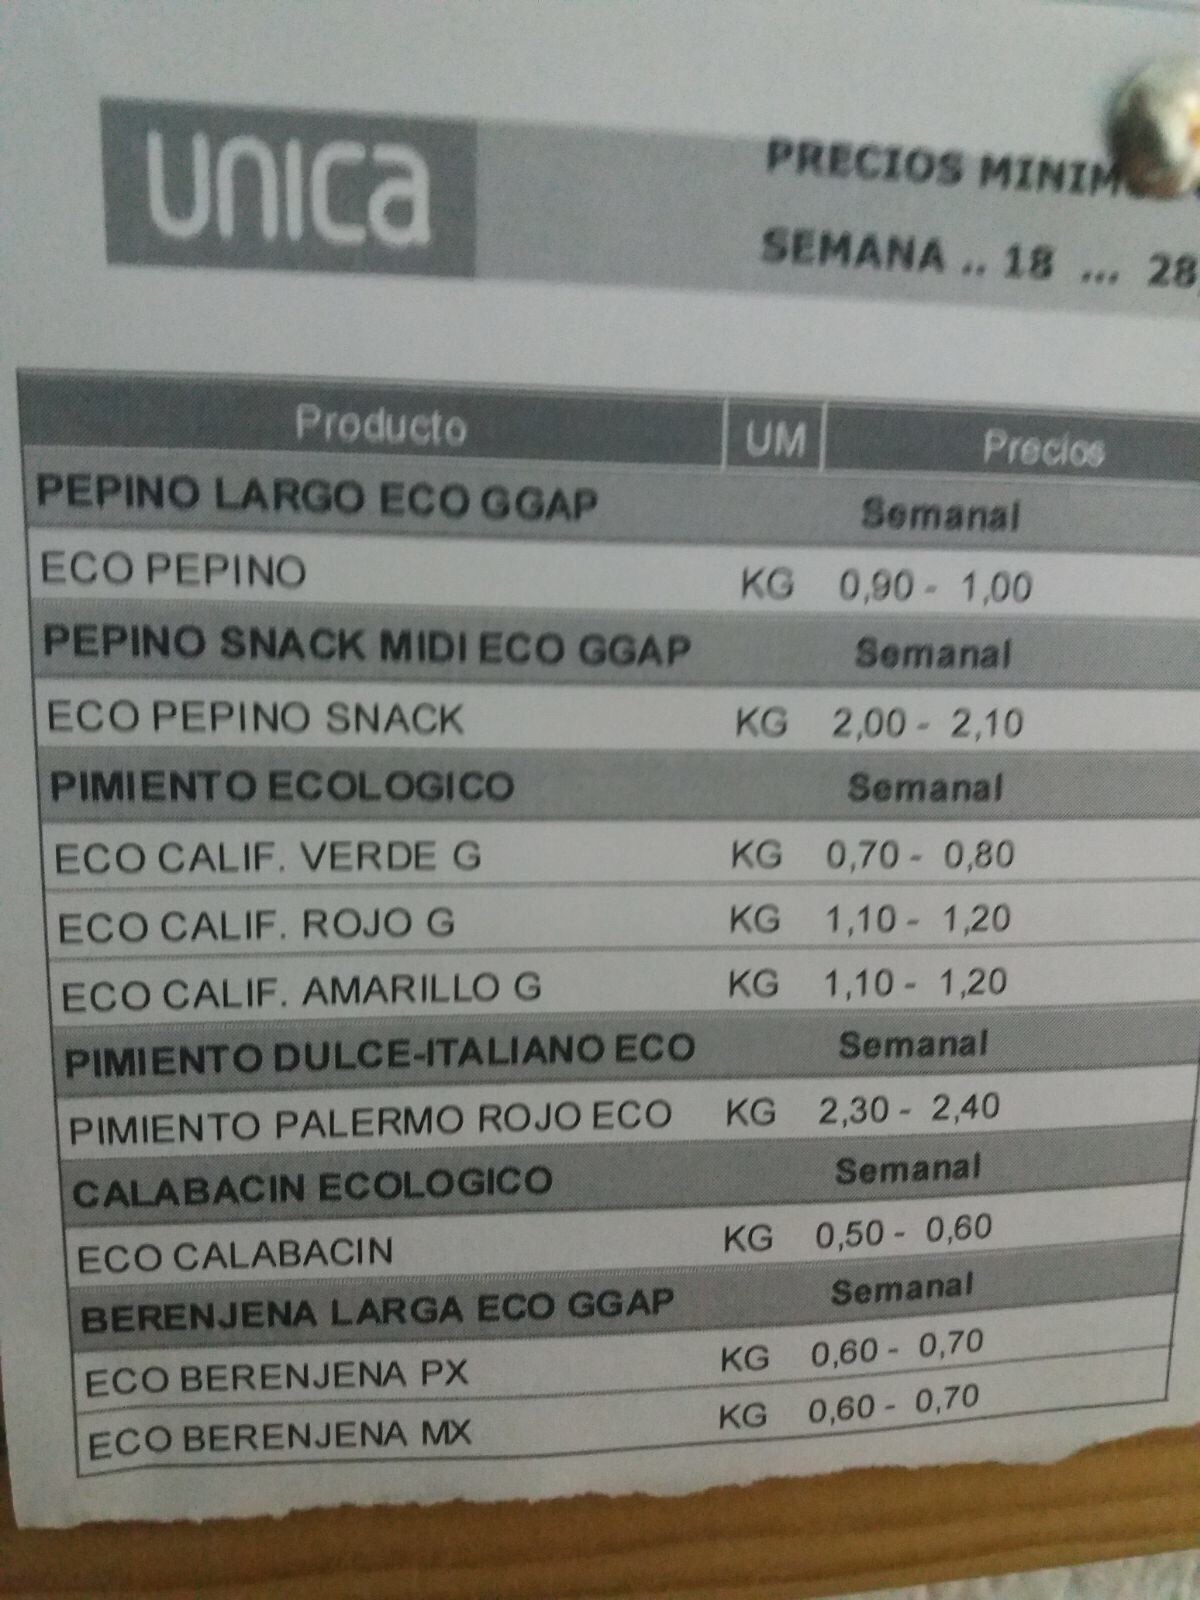 unica
PRECIOS MINIM
SEMANA .. 18 ... 28
Producto UM Precios
PEPINO LARGO ECO GGAP Semanal
ECO PEPINO KG 0,90 - 1,00
PEPINO SNACK MIDI ECO GGAP Semanal
ECO PEPINO SNACK KG 2,00 - 2,10
PIMIENTO ECOLOGICO Semanal
ECO CALIF. VERDE G KG 0,70 - 0,80
ECO CALIF. ROJO G KG 1,10 - 1,20
ECO CALIF. AMARILLO G KG 1,10 - 1,20
PIMIENTO DULCE-ITALIANO ECO Semanal
PIMIENTO PALERMO ROJO ECO KG 2,30 - 2,40
CALABACIN ECOLOGICO Semanal
ECO CALABACIN KG 0,50 - 0,60
BERENJENA LARGA ECO GGAP Semanal
ECO BERENJENA PX KG 0,60 - 0,70
ECO BERENJENA MX KG 0,60 - 0,70